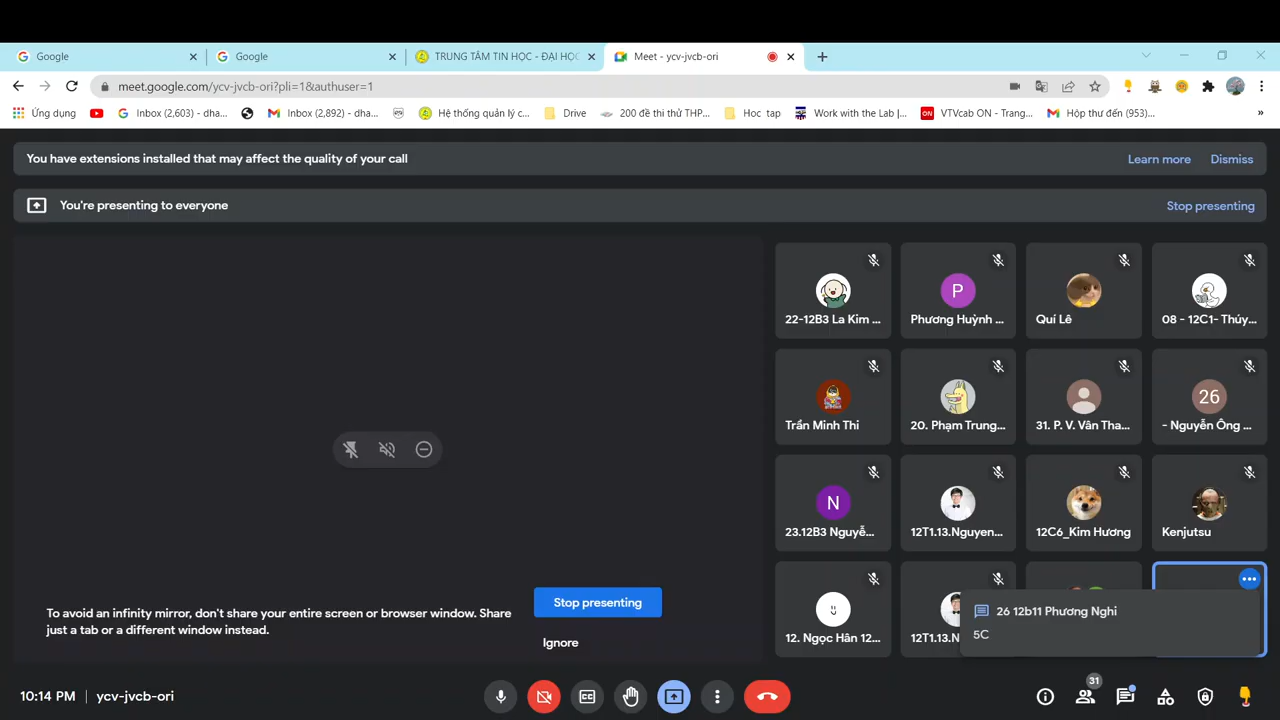 Google
Google
TRUNG TÂM TIN HỌC - ĐẠI HỌC
Meet - ycv-jvcb-ori
meet.google.com/ycv-jvcb-ori?pli=1&authuser=1
Ứng dụng
Inbox (2,603) - dha...
Inbox (2,892) - dha...
Hệ thống quản lý c...
Drive
200 đề thi thử THP...
Hoc tap
Work with the Lab |...
VTVcab ON - Trang...
Hộp thư đến (953)...
»
You have extensions installed that may affect the quality of your call
Learn more
Dismiss
You're presenting to everyone
Stop presenting
22-12B3 La Kim ...
P
Phương Huỳnh ...
Quí Lê
08 - 12C1- Thúy...
Trần Minh Thi
20. Phạm Trung...
31. P. V. Vân Tha...
26
- Nguyễn Ông ...
N
23.12B3 Nguyễ...
12T1.13.Nguyen...
12C6_Kim Hương
Kenjutsu
12. Ngọc Hân 12...
12T1.13.N
26 12b11 Phương Nghi
5C
To avoid an infinity mirror, don't share your entire screen or browser window. Share
just a tab or a different window instead.
Stop presenting
Ignore
10:14 PM
ycv-jvcb-ori
31